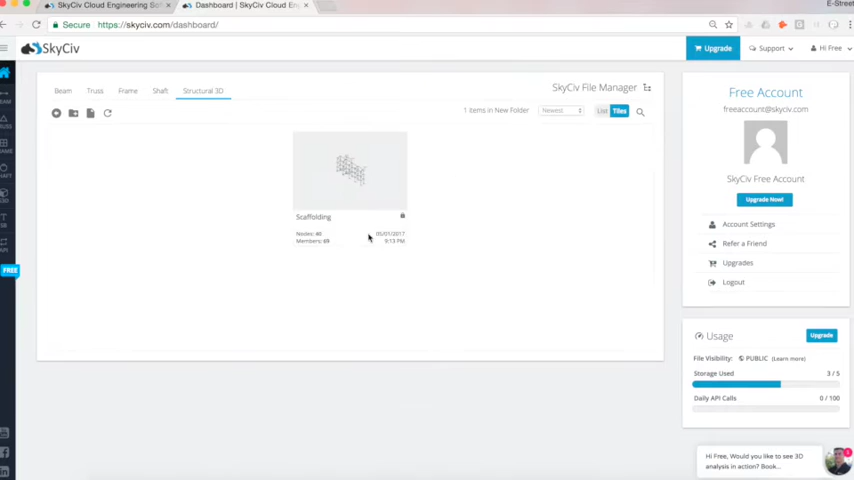 SkyCiv Cloud Engineering Sof
Dashboard | SkyCiv Cloud En
E-Street
Secure
https://skyciv.com/dashboard/
SkyCiv
Upgrade
Support
Hi Free
Beam
Truss
Frame
Shaft
Structural 3D
SkyCiv File Manager
1 items in New Folder
Newest
List
Tiles
Scaffolding
Nodes: 40
05/01/2017
Members: 69
9:13 PM
FREE
API
Free Account
freeaccount@skyciv.com
SkyCiv Free Account
Upgrade Now!
Account Settings
Refer a Friend
Upgrades
Logout
Usage
Upgrade
File Visibility: PUBLIC (Learn more)
Storage Used
3 / 5
Daily API Calls
0 / 100
Hi Free, Would you like to see 3D
analysis in action? Book...
1